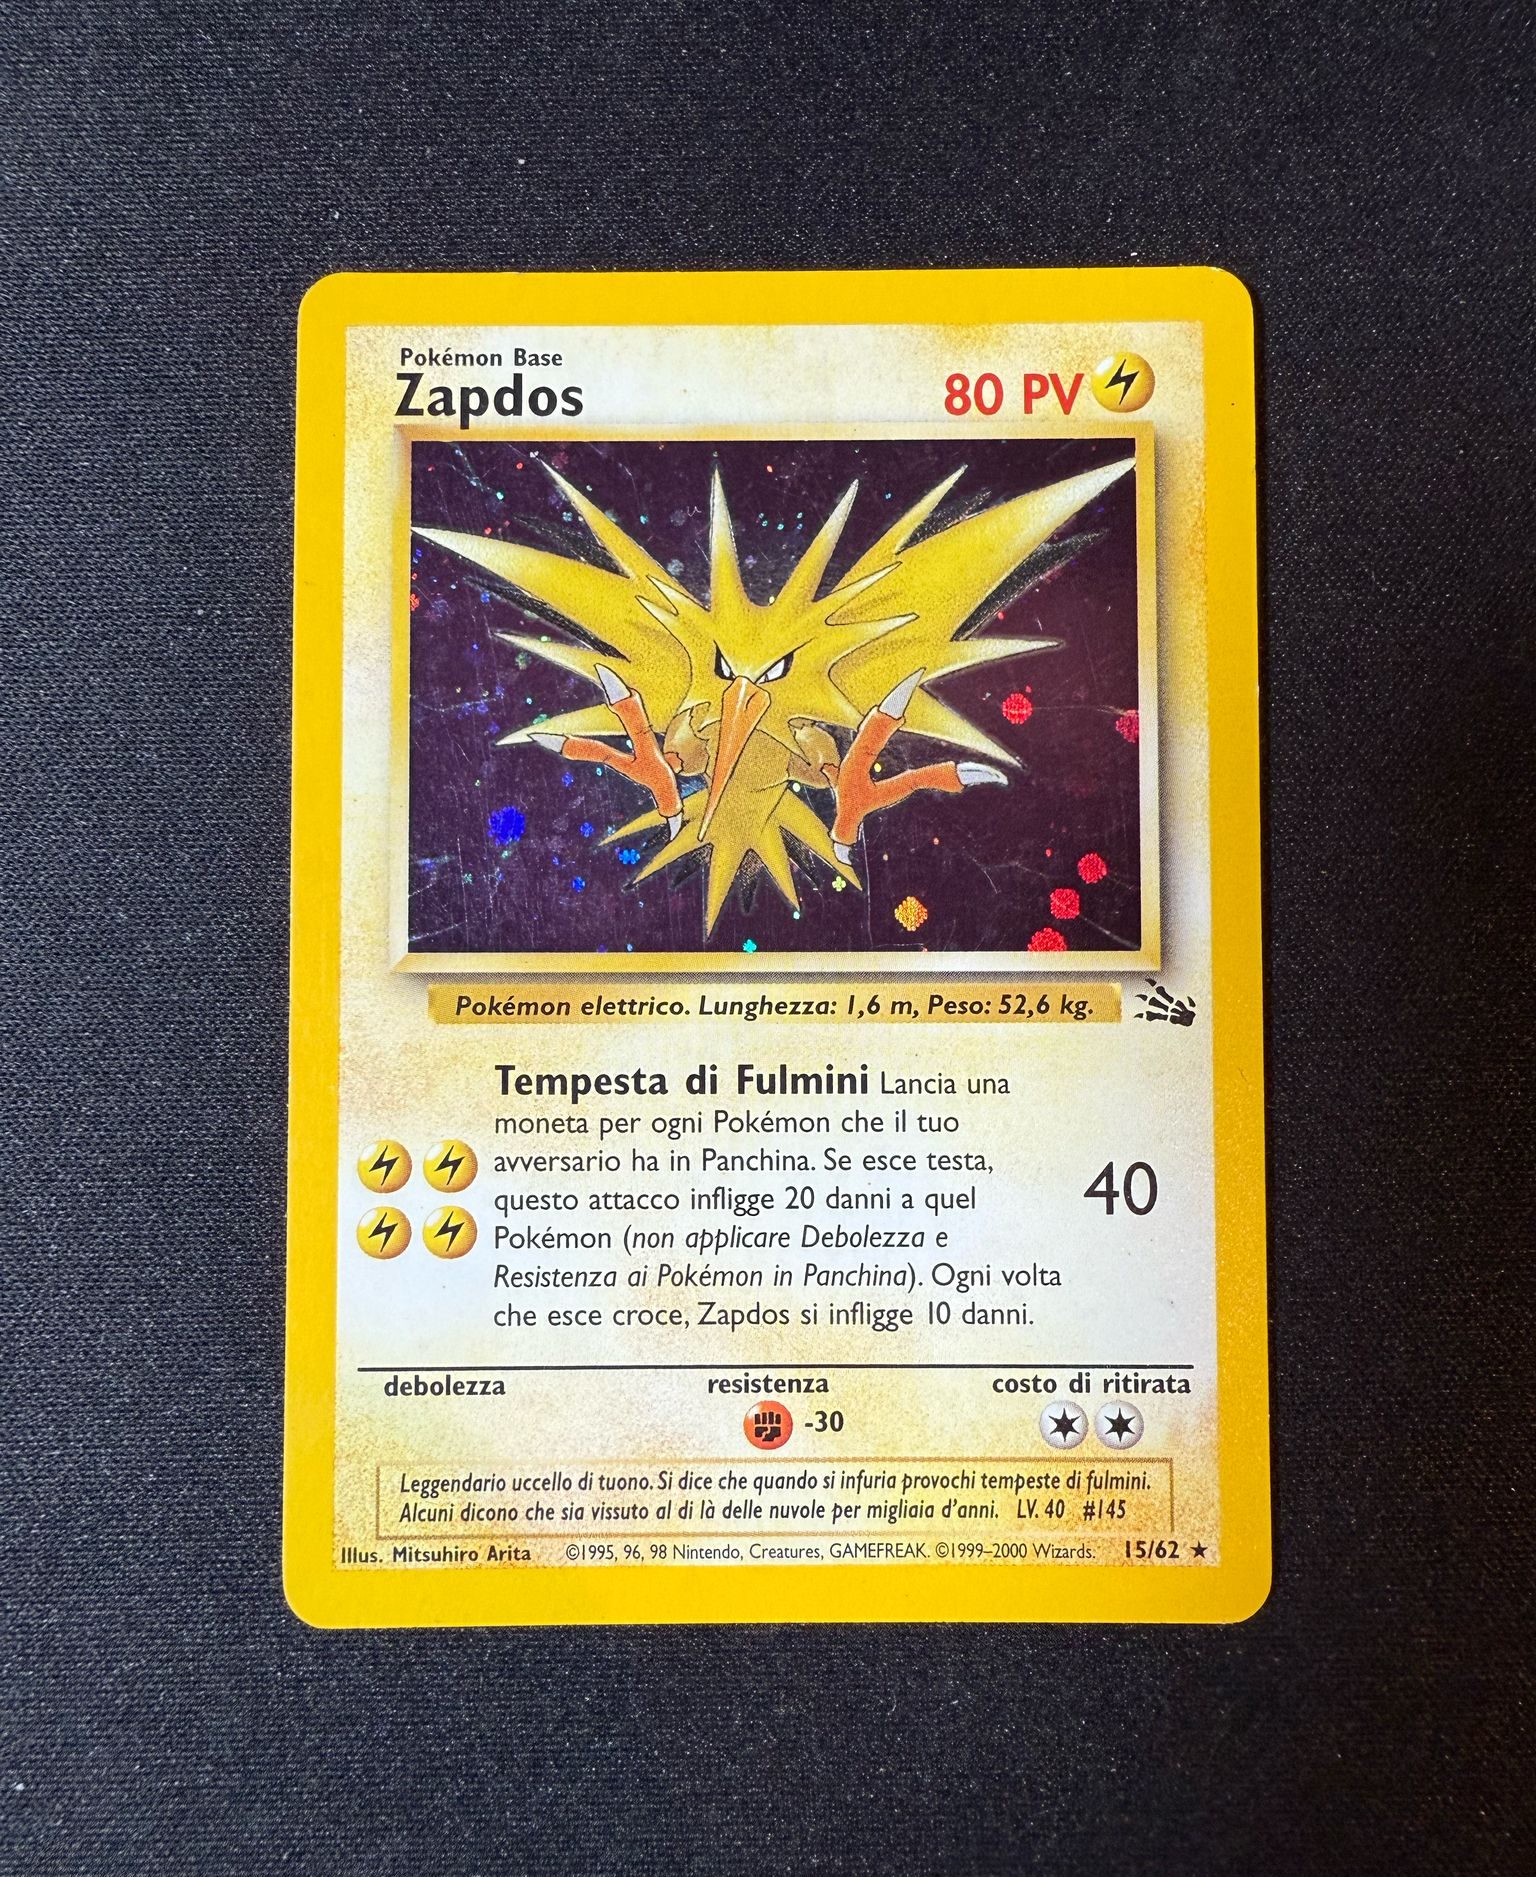 Pokémon Base
Zapdos
80 PV
Pokémon elettrico. Lunghezza: 1,6 m, Peso: 52,6 kg.
Tempesta di Fulmini Lancia una
moneta per ogni Pokémon che il tuo
avversario ha in Panchina. Se esce testa,
questo attacco infligge 20 danni a quel
Pokémon (non applicare Debolezza e
Resistenza ai Pokémon in Panchina). Ogni volta
che esce croce, Zapdos si infligge 10 danni.
40
debolezza resistenza costo di ritirata
-30
Leggendario uccello di tuono. Si dice che quando si infuria provochi tempeste di fulmini.
Alcuni dicono che sia vissuto al di là delle nuvole per migliaia d'anni. LV. 40 #145
Illus. Mitsuhiro Arita ©1995, 96, 98 Nintendo, Creatures, GAMEFREAK. ©1999–2000 Wizards. 15/62 ★